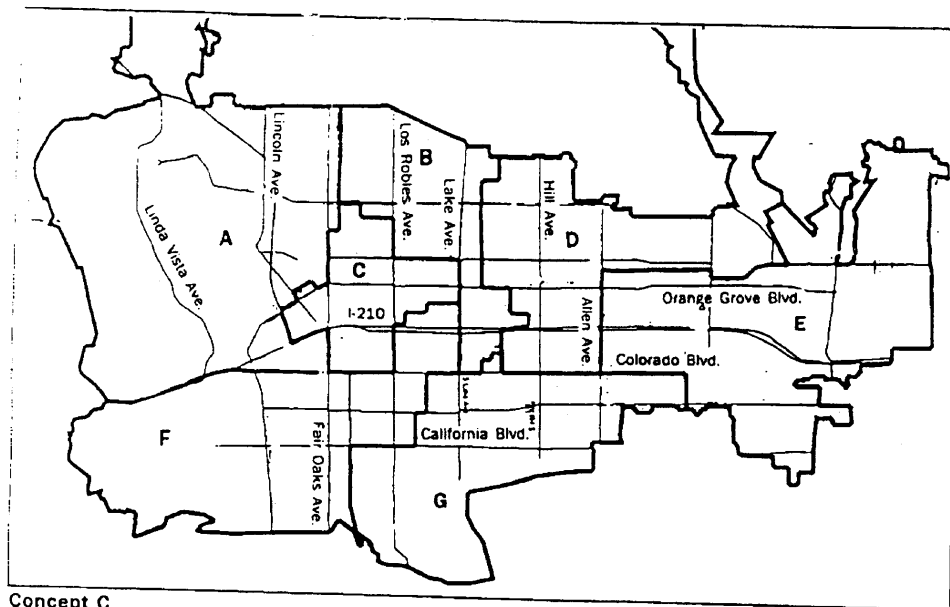 Lincoln Ave.
B
Los Robles Ave.
Lake Ave.
Hill Ave.
Linda Vista Ave.
A
D
C
I-210
Orange Grove Blvd.
Allen Ave.
E
Colorado Blvd.
F
Fair Oaks Ave.
California Blvd.
G
Concept C